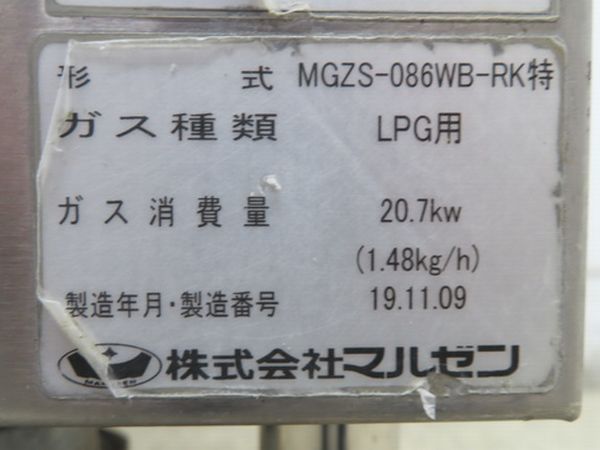 形式 MGZS-086WB-RK特
ガス種類 LPG用
ガス消費量 20.7kw
(1.48kg/h)
製造年月・製造番号 19.11.09
株式会社マルゼン